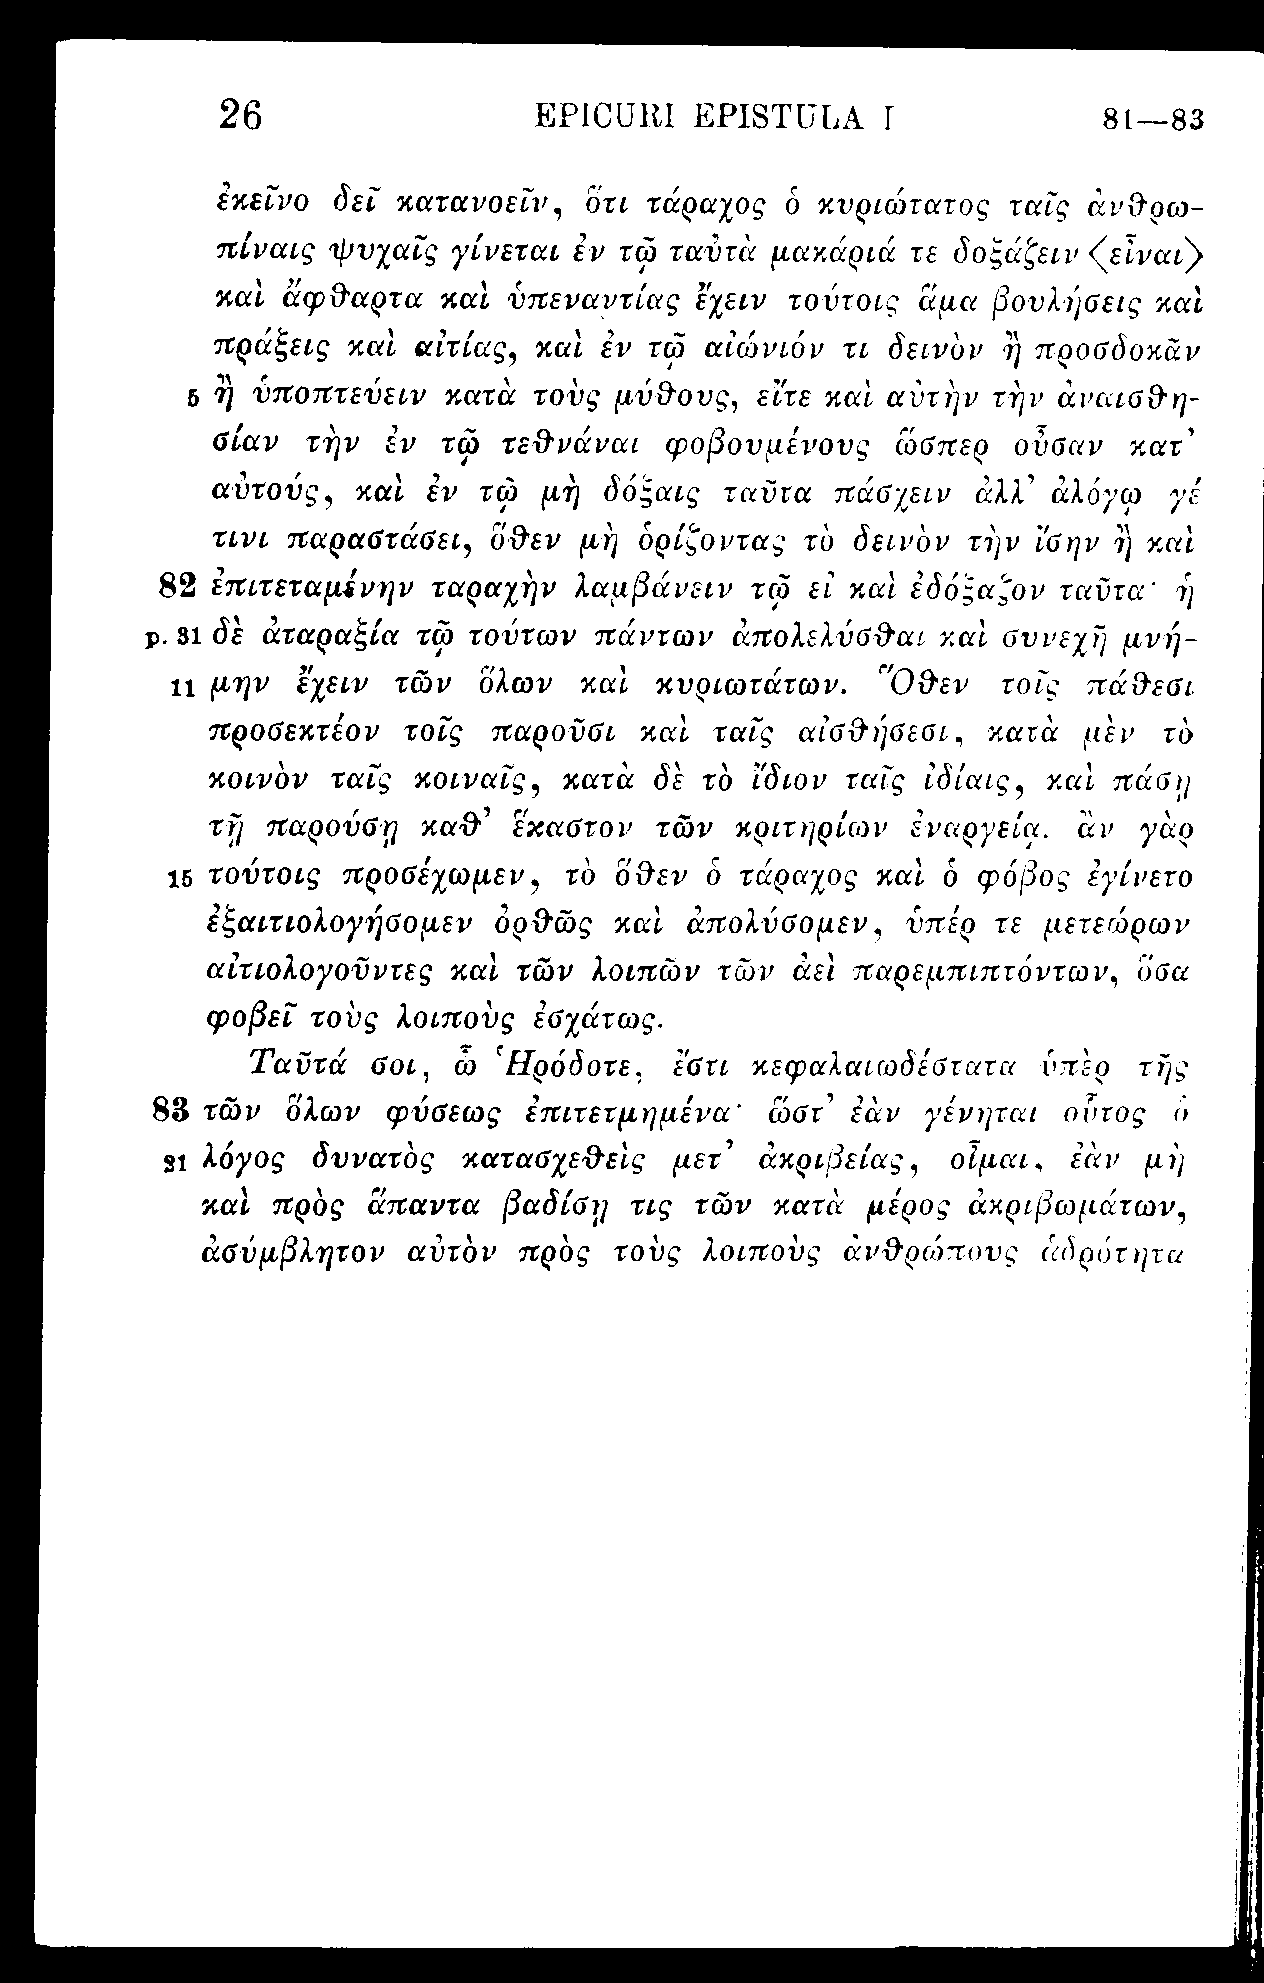 26 EPICURI EPISTULA I 81—83
ἐκεῖνο δεῖ κατανοεῖν, ὅτι τάραχος ὁ κυριώτατος ταῖς ἀνθρω-
πίναις ψυχαῖς γίνεται ἐν τῷ ταὐτὰ μακάριά τε δοξάζειν ⟨εἶναι⟩
καὶ ἄφθαρτα καὶ ὑπεναντίας ἔχειν τούτοις ἅμα βουλήσεις καὶ
πράξεις καὶ αἰτίας, καὶ ἐν τῷ αἰώνιόν τι δεινὸν ἢ προσδοκᾶν
5 ἢ ὑποπτεύειν κατὰ τοὺς μύθους, εἴτε καὶ αὐτὴν τὴν ἀναισθη-
σίαν τὴν ἐν τῷ τεθνάναι φοβουμένους ὥσπερ οὖσαν κατ’
αὐτούς, καὶ ἐν τῷ μὴ δόξαις ταῦτα πάσχειν ἀλλ’ ἀλόγῳ γέ
τινι παραστάσει, ὅθεν μὴ ὁρίζοντας τὸ δεινὸν τὴν ἴσην ἢ καὶ
82 ἐπιτεταμένην ταραχὴν λαμβάνειν τῷ εἰ καὶ ἐδόξαζον ταῦτα· ἡ
p. 31 δὲ ἀταραξία τῷ τούτων πάντων ἀπολελύσθαι καὶ συνεχῆ μνή-
11 μην ἔχειν τῶν ὅλων καὶ κυριωτάτων. Ὅθεν τοῖς πάθεσι
προσεκτέον τοῖς παροῦσι καὶ ταῖς αἰσθήσεσι, κατὰ μὲν τὸ
κοινὸν ταῖς κοιναῖς, κατὰ δὲ τὸ ἴδιον ταῖς ἰδίαις, καὶ πάσῃ
τῇ παρούσῃ καθ’ ἕκαστον τῶν κριτηρίων ἐναργείᾳ. ἂν γὰρ
15 τούτοις προσέχωμεν, τὸ ὅθεν ὁ τάραχος καὶ ὁ φόβος ἐγίνετο
ἐξαιτιολογήσομεν ὀρθῶς καὶ ἀπολύσομεν, ὑπέρ τε μετεώρων
αἰτιολογοῦντες καὶ τῶν λοιπῶν τῶν ἀεὶ παρεμπιπτόντων, ὅσα
φοβεῖ τοὺς λοιποὺς ἐσχάτως.
Ταῦτά σοι, ὦ Ἡρόδοτε, ἔστι κεφαλαιωδέστατα ὑπὲρ τῆς
83 τῶν ὅλων φύσεως ἐπιτετμημένα· ὥστ’ ἐὰν γένηται οὗτος ὁ
21 λόγος δυνατὸς κατασχεθεὶς μετ’ ἀκριβείας, οἶμαι, ἐὰν μὴ
καὶ πρὸς ἅπαντα βαδίσῃ τις τῶν κατὰ μέρος ἀκριβωμάτων,
ἀσύμβλητον αὐτὸν πρὸς τοὺς λοιποὺς ἀνθρώπους ἁδρότητα